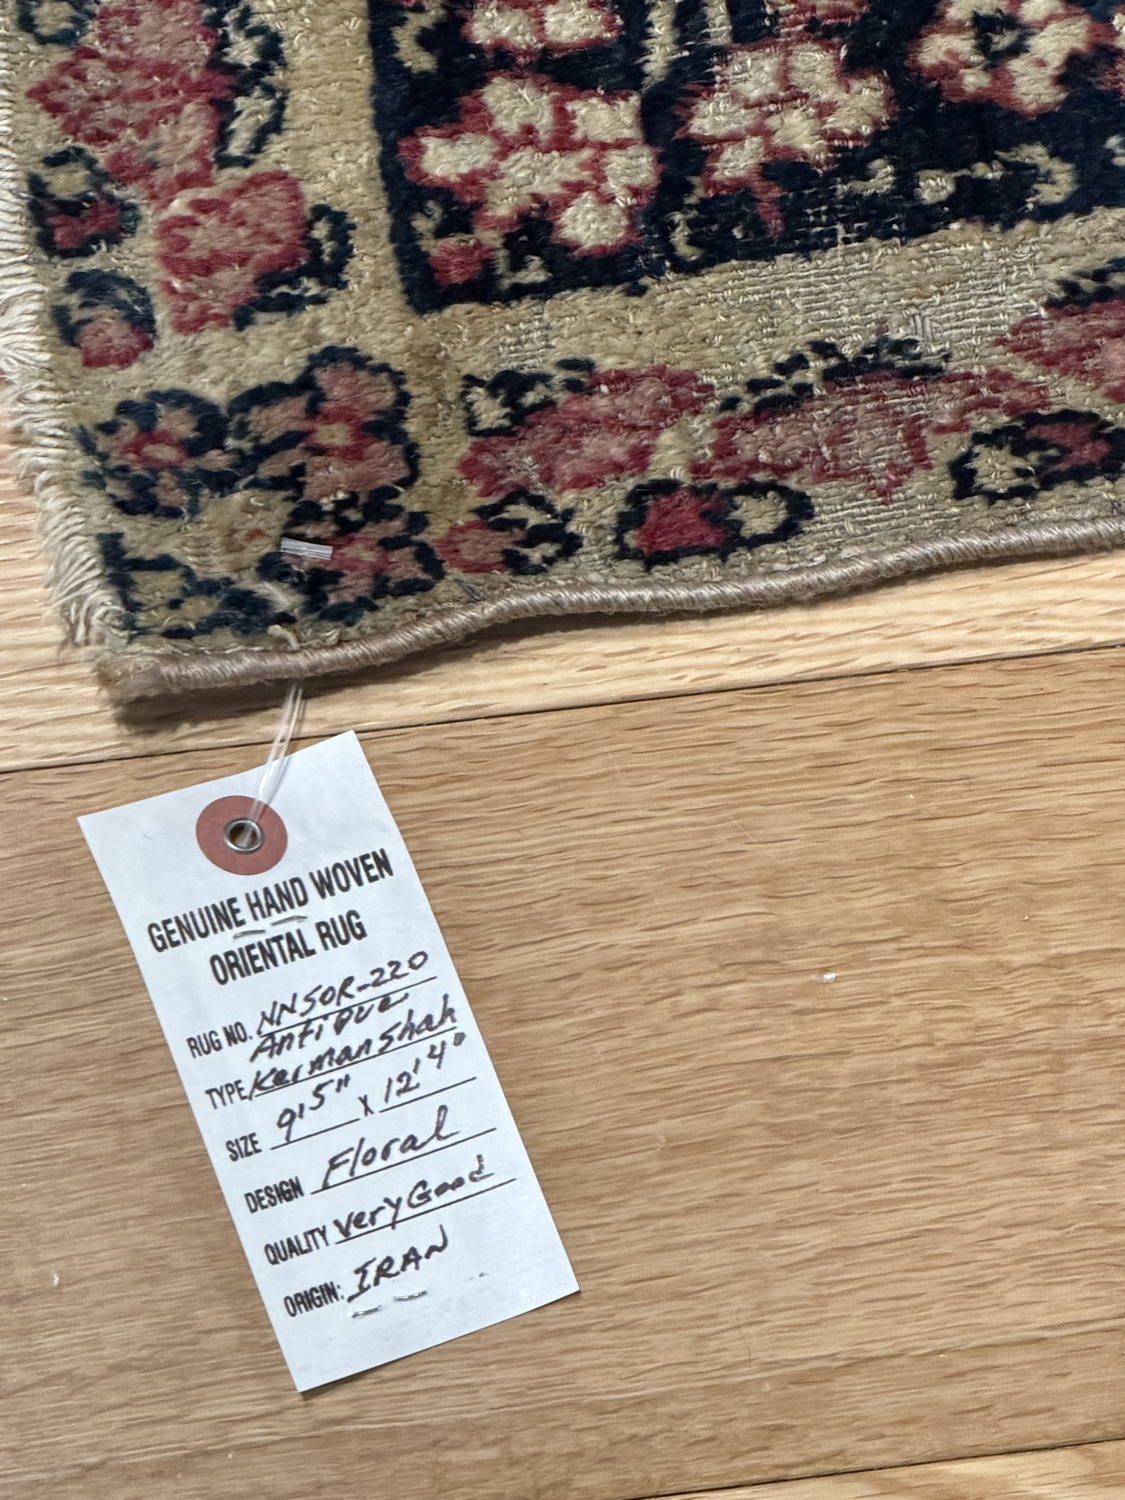 GENUINE HAND WOVEN
ORIENTAL RUG
RUG NO. NNSOR-220
Antique
TYPE Kermanshah
SIZE 9'5" X 12'4"
DESIGN Floral
QUALITY Very Good
ORIGIN: IRAN